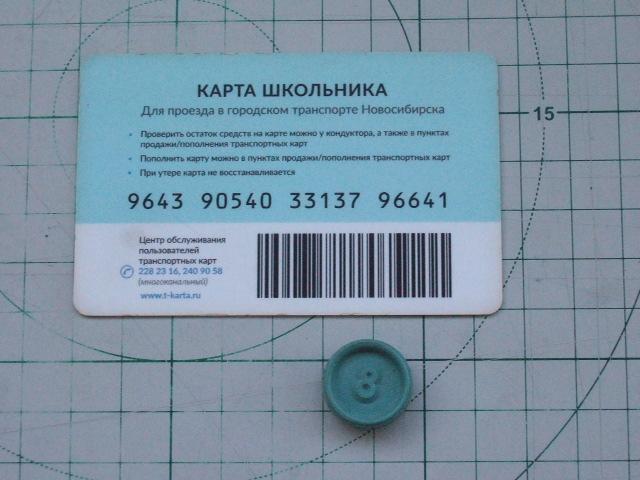 КАРТА ШКОЛЬНИКА
Для проезда в городском транспорте Новосибирска
• Проверить остаток средств на карте можно у кондуктора, а также в пунктах
продажи/пополнения транспортных карт
• Пополнить карту можно в пунктах продажи/пополнения транспортных карт
• При утере карта не восстанавливается
9643 90540 33137 96641
Центр обслуживания
пользователей
транспортных карт
228 23 16, 240 90 58
(многоканальный)
www.t-karta.ru
15
8